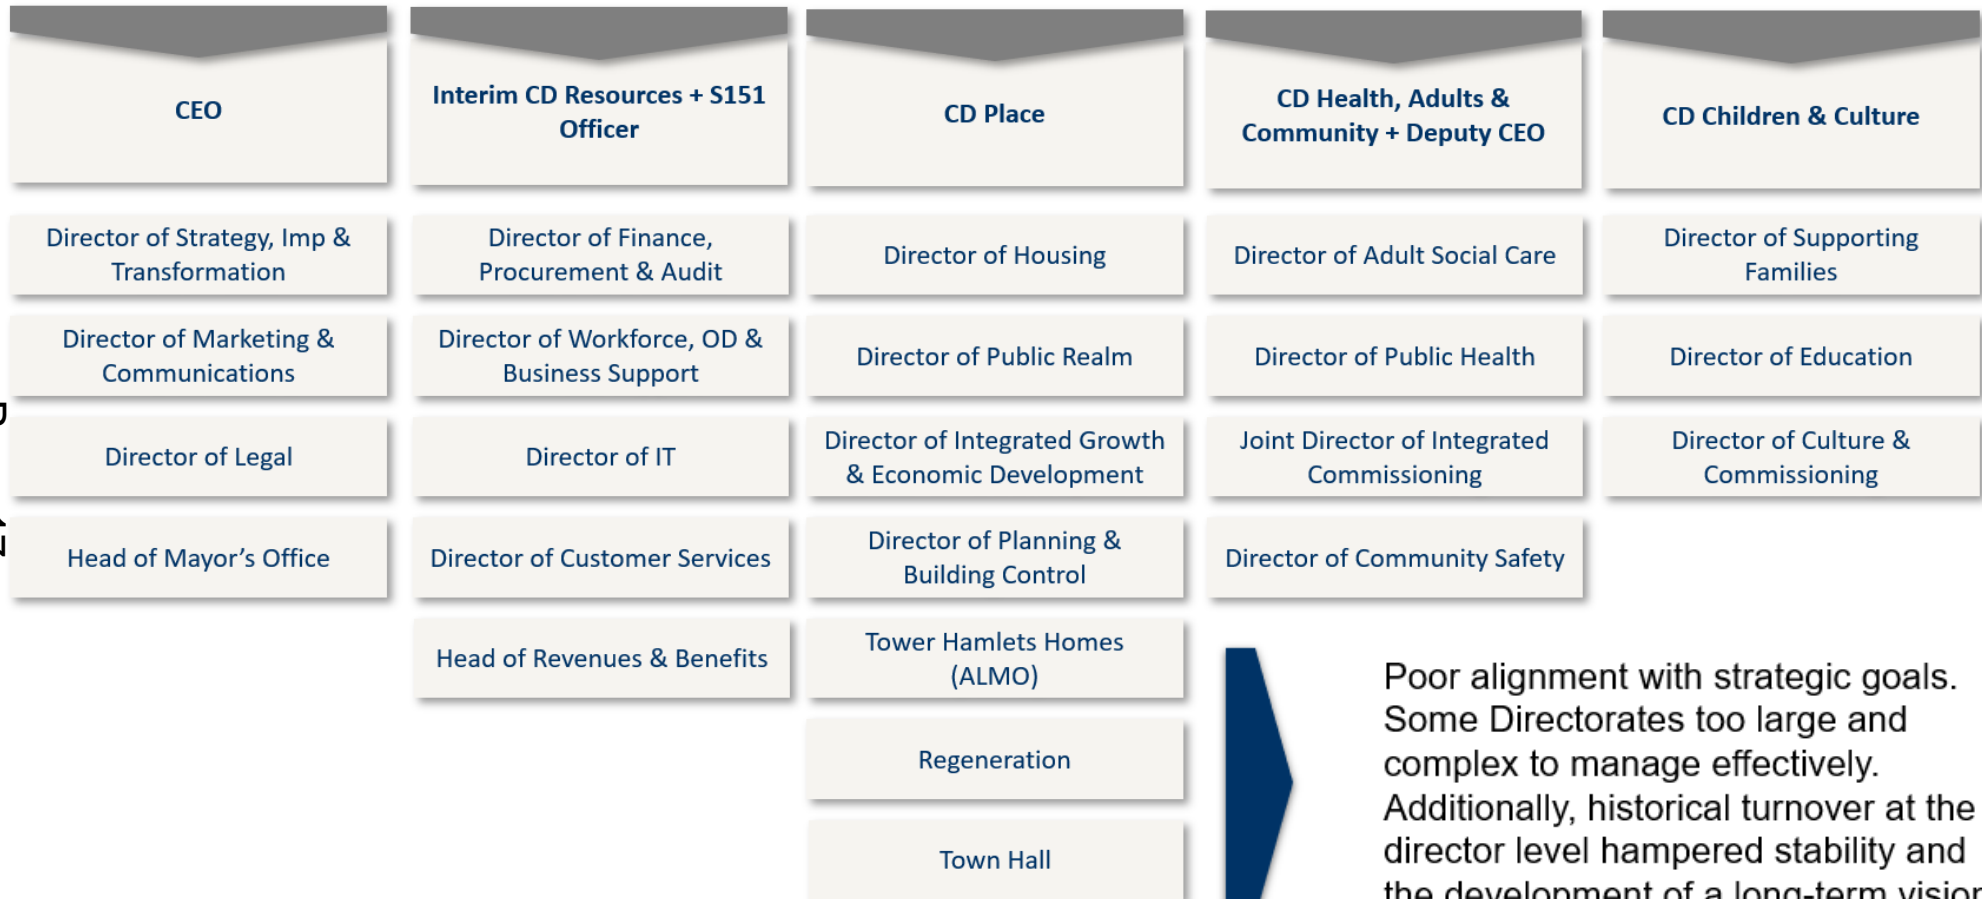 CEO
Interim CD Resources + S151
Officer
CD Place
CD Health, Adults &
Community + Deputy CEO
CD Children & Culture
Director of Strategy, Imp &
Transformation
Director of Finance,
Procurement & Audit
Director of Housing
Director of Adult Social Care
Director of Supporting
Families
Director of Marketing &
Communications
Director of Workforce, OD &
Business Support
Director of Public Realm
Director of Public Health
Director of Education
Director of Legal
Director of IT
Director of Integrated Growth
& Economic Development
Joint Director of Integrated
Commissioning
Director of Culture &
Commissioning
Head of Mayor’s Office
Director of Customer Services
Director of Planning &
Building Control
Director of Community Safety
Head of Revenues & Benefits
Tower Hamlets Homes
(ALMO)
Regeneration
Town Hall
Poor alignment with strategic goals.
Some Directorates too large and
complex to manage effectively.
Additionally, historical turnover at the
director level hampered stability and
the development of a long-term vision